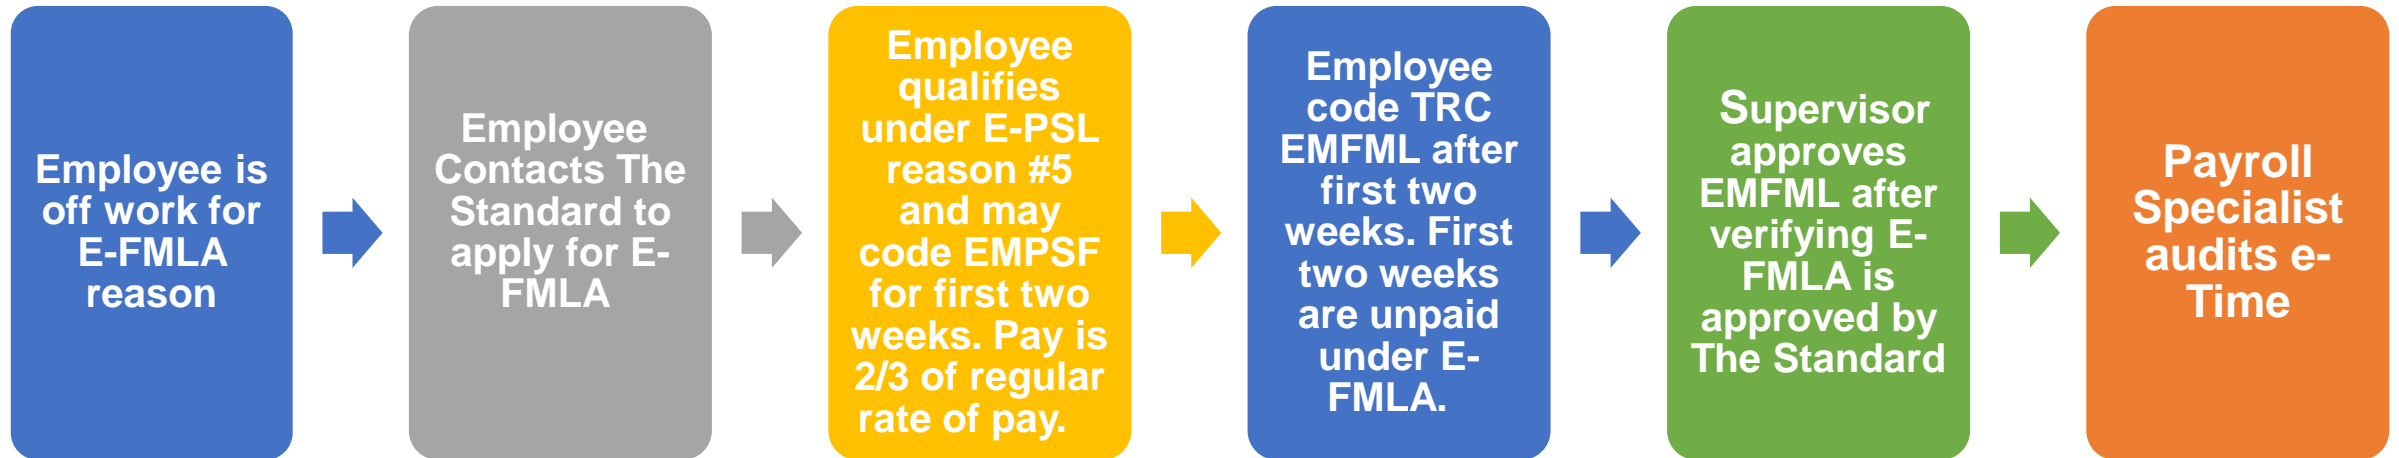 Employee is
off work for
E-FMLA
reason
Employee
Contacts The
Standard to
apply for E-
FMLA
Employee
qualifies
under E-PSL
reason #5
and may
code EMPSF
for first two
weeks. Pay is
2/3 of regular
rate of pay.
Employee
code TRC
EMFML after
first two
weeks. First
two weeks
are unpaid
under E-
FMLA.
Supervisor
approves
EMFML after
verifying E-
FMLA is
approved by
The Standard
Payroll
Specialist
audits e-
Time